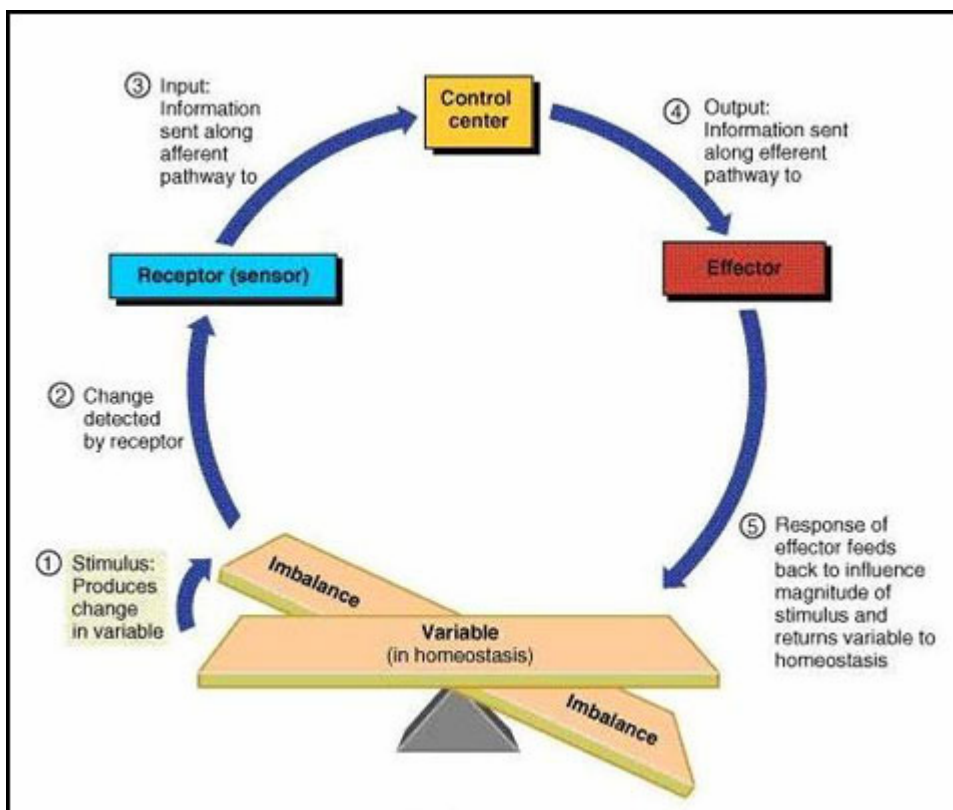 ③ Input:
Information
sent along
afferent
pathway to
Control
center
④ Output:
Information sent
along efferent
pathway to
Receptor (sensor)
Effector
② Change
detected
by receptor
① Stimulus:
Produces
change
in variable
Imbalance
Variable
(in homeostasis)
Imbalance
⑤ Response of
effector feeds
back to influence
magnitude of
stimulus and
returns variable to
homeostasis